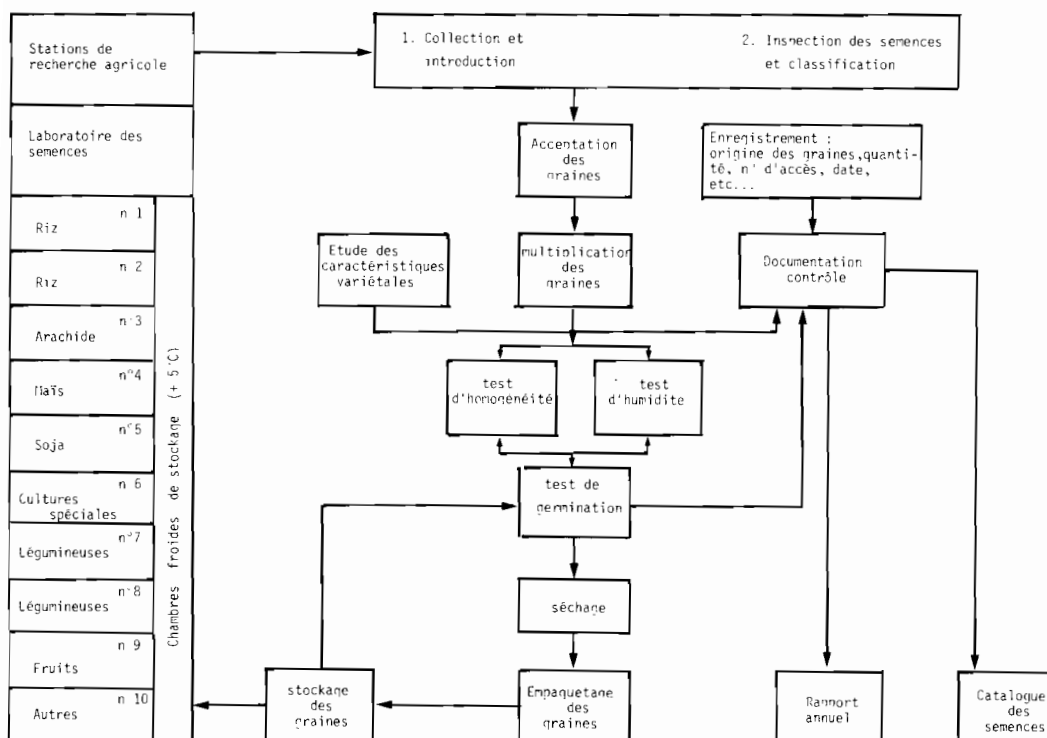 Stations de
recherche agricole
1. Collection et
introduction
2. Inspection des semences
et classification
Laboratoire des
semences
Acceptation
des
graines
Enregistrement :
origine des graines,quanti-
té, n° d'accès, date,
etc...
n 1
Riz
n 2
Riz
n°3
Arachide
n°4
Maïs
n°5
Soja
n 6
Cultures
spéciales
n°7
Légumineuses
n°8
Légumineuses
n 9
Fruits
n 10
Autres
Chambres froides de stockage (+ 5°C)
Etude des
caractéristiques
variétales
multiplication
des
graines
Documentation
contrôle
test
d'homogénéité
test
d'humidite
test de
germination
séchage
stockage
des
graines
Empaquetage
des
graines
Rapport
annuel
Catalogue
des
semences